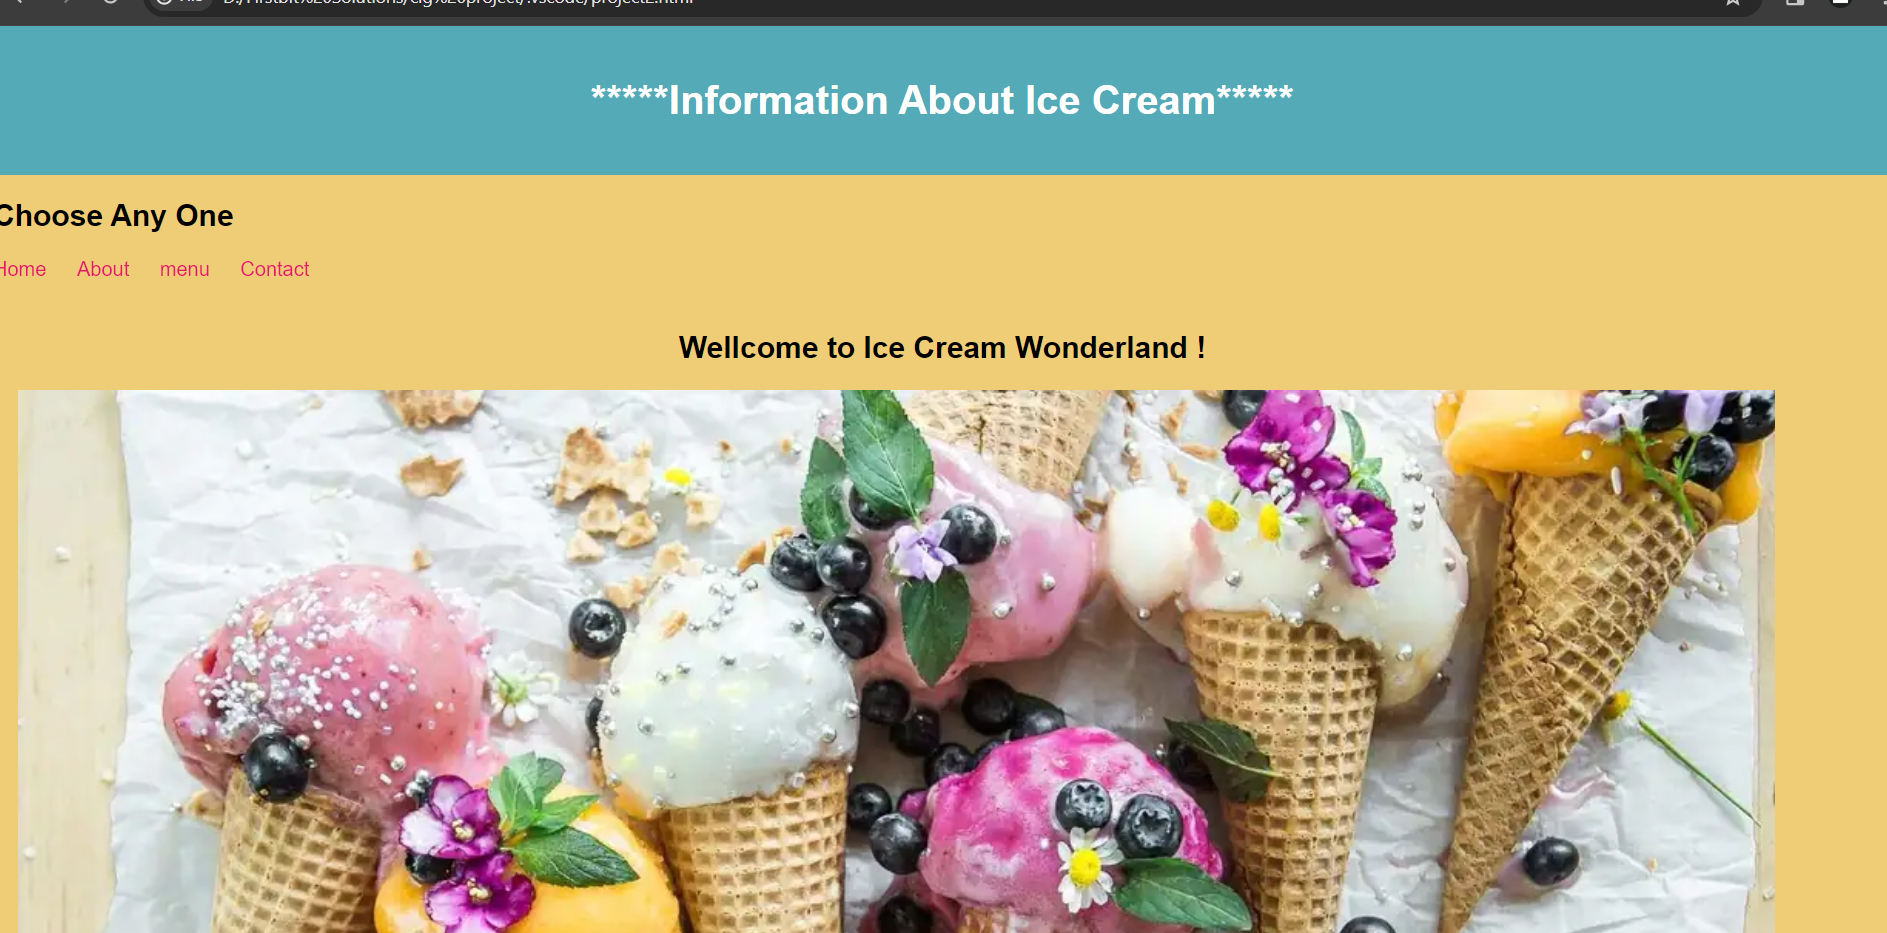 *****Information About Ice Cream*****
Choose Any One
Home About menu Contact
Wellcome to Ice Cream Wonderland !